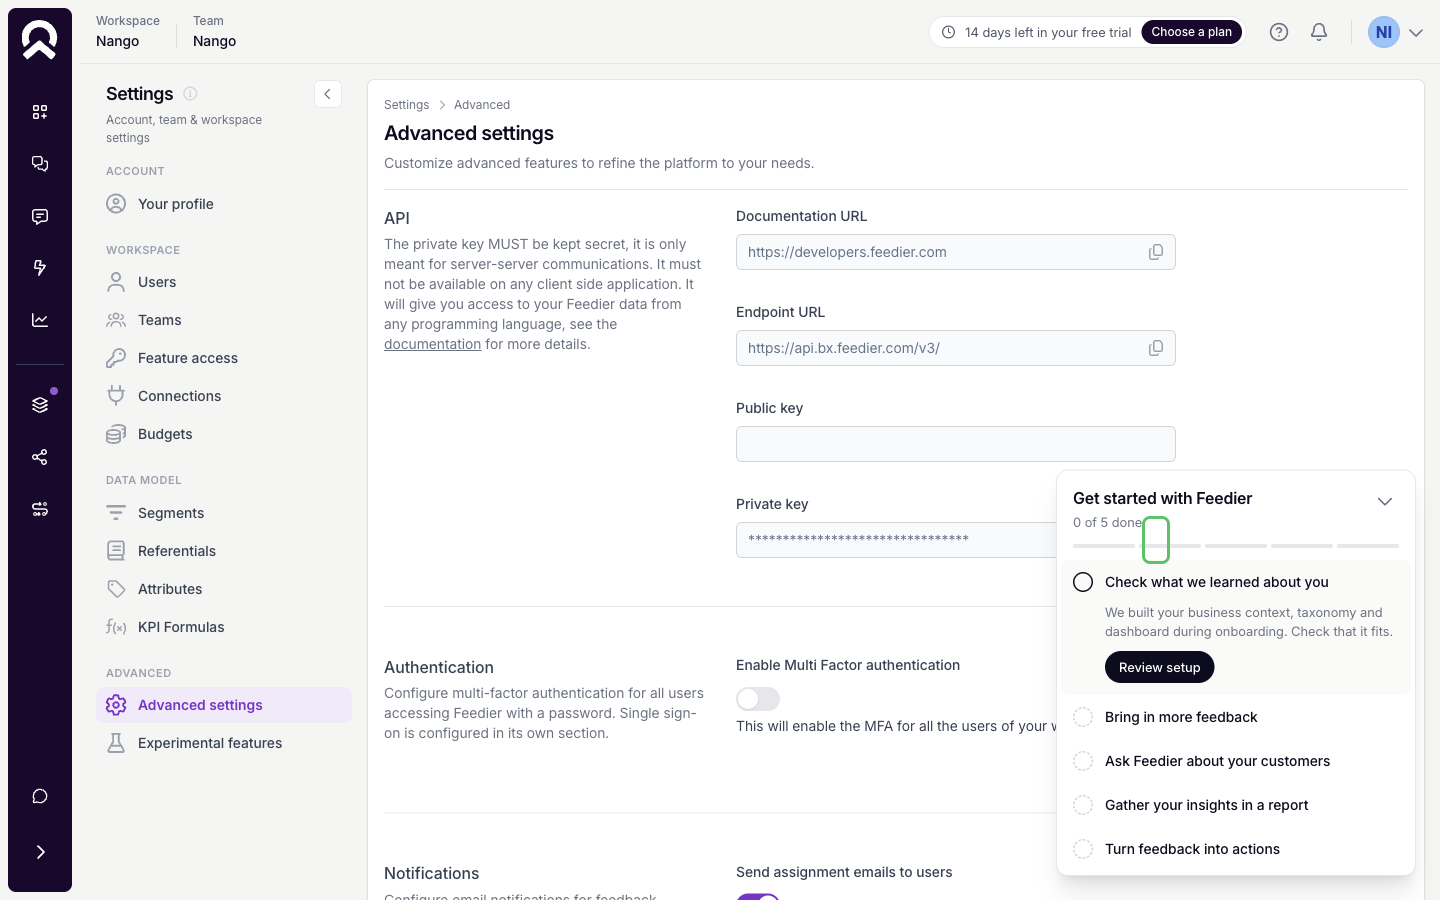 Workspace
Nango
Team
Nango
14 days left in your free trial
Choose a plan
NI
Settings
Account, team & workspace
settings
ACCOUNT
Your profile
WORKSPACE
Users
Teams
Feature access
Connections
Budgets
DATA MODEL
Segments
Referentials
Attributes
KPI Formulas
ADVANCED
Advanced settings
Experimental features
Settings > Advanced
Advanced settings
Customize advanced features to refine the platform to your needs.
API
The private key MUST be kept secret, it is only
meant for server-server communications. It must
not be available on any client side application. It
will give you access to your Feedier data from
any programming language, see the
documentation for more details.
Documentation URL
https://developers.feedier.com
Endpoint URL
https://api.bx.feedier.com/v3/
Public key
Private key
********************************
Authentication
Configure multi-factor authentication for all users
accessing Feedier with a password. Single sign-
on is configured in its own section.
Enable Multi Factor authentication
This will enable the MFA for all the users of your
Notifications
Configure email notifications for feedback
Send assignment emails to users
Get started with Feedier
0 of 5 done
Check what we learned about you
We built your business context, taxonomy and
dashboard during onboarding. Check that it fits.
Review setup
Bring in more feedback
Ask Feedier about your customers
Gather your insights in a report
Turn feedback into actions